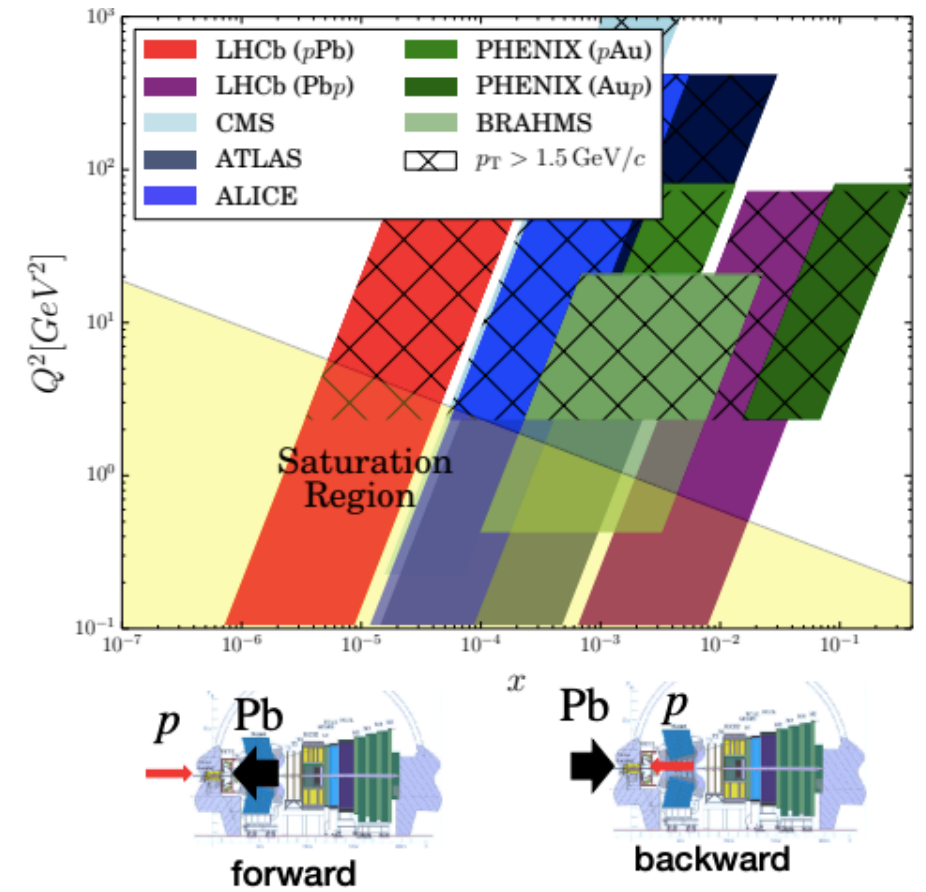 10³
10²
10¹
10⁰
10⁻¹
Q²[GeV²]
LHCb (pPb)
LHCb (Pbp)
CMS
ATLAS
ALICE
PHENIX (pAu)
PHENIX (Aup)
BRAHMS
p_T > 1.5 GeV/c
Saturation
Region
10⁻⁷ 10⁻⁶ 10⁻⁵ 10⁻⁴ 10⁻³ 10⁻² 10⁻¹
x
p Pb
forward
Pb p
backward